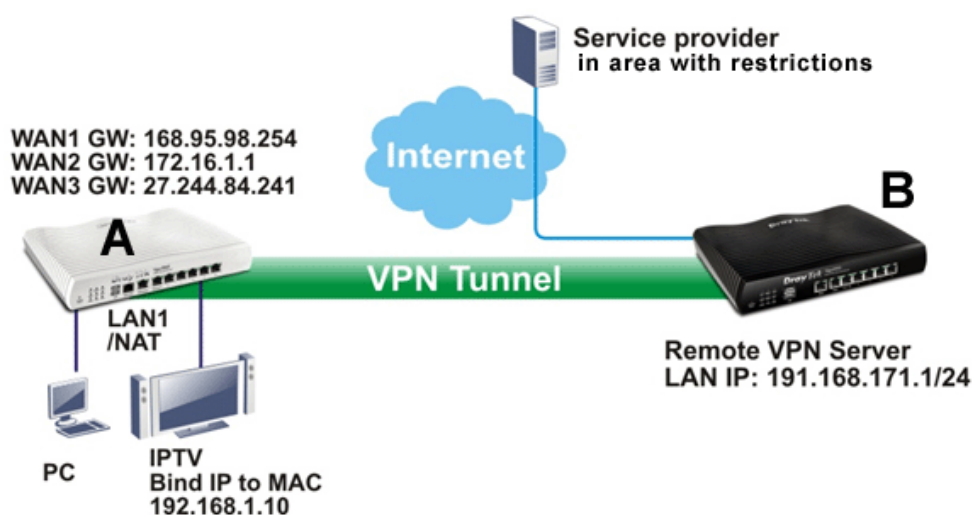 Service provider
in area with restrictions
WAN1 GW: 168.95.98.254
WAN2 GW: 172.16.1.1
WAN3 GW: 27.244.84.241
Internet
A
B
DrayTek
VPN Tunnel
LAN1
/NAT
Remote VPN Server
LAN IP: 191.168.171.1/24
PC
IPTV
Bind IP to MAC
192.168.1.10